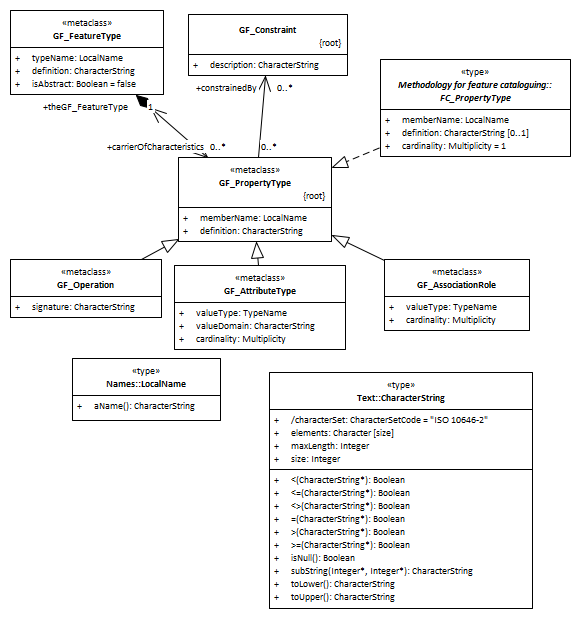 «metaclass»
GF_FeatureType
+ typeName: LocalName
+ definition: CharacterString
+ isAbstract: Boolean = false
GF_Constraint
{root}
+ description: CharacterString
«type»
Methodology for feature cataloguing::
FC_PropertyType
+ memberName: LocalName
+ definition: CharacterString [0..1]
+ cardinality: Multiplicity = 1
+constrainedBy 0..*
+theGF_FeatureType 1
+carrierOfCharacteristics 0..*
0..*
«metaclass»
GF_PropertyType
{root}
+ memberName: LocalName
+ definition: CharacterString
«metaclass»
GF_Operation
+ signature: CharacterString
«metaclass»
GF_AttributeType
+ valueType: TypeName
+ valueDomain: CharacterString
+ cardinality: Multiplicity
«metaclass»
GF_AssociationRole
+ valueType: TypeName
+ cardinality: Multiplicity
«type»
Names::LocalName
+ aName(): CharacterString
«type»
Text::CharacterString
+ /characterSet: CharacterSetCode = "ISO 10646-2"
+ elements: Character [size]
+ maxLength: Integer
+ size: Integer
+ <(CharacterString*): Boolean
+ <=(CharacterString*): Boolean
+ <>(CharacterString*): Boolean
+ =(CharacterString*): Boolean
+ >(CharacterString*): Boolean
+ >=(CharacterString*): Boolean
+ isNull(): Boolean
+ subString(Integer*, Integer*): CharacterString
+ toLower(): CharacterString
+ toUpper(): CharacterString